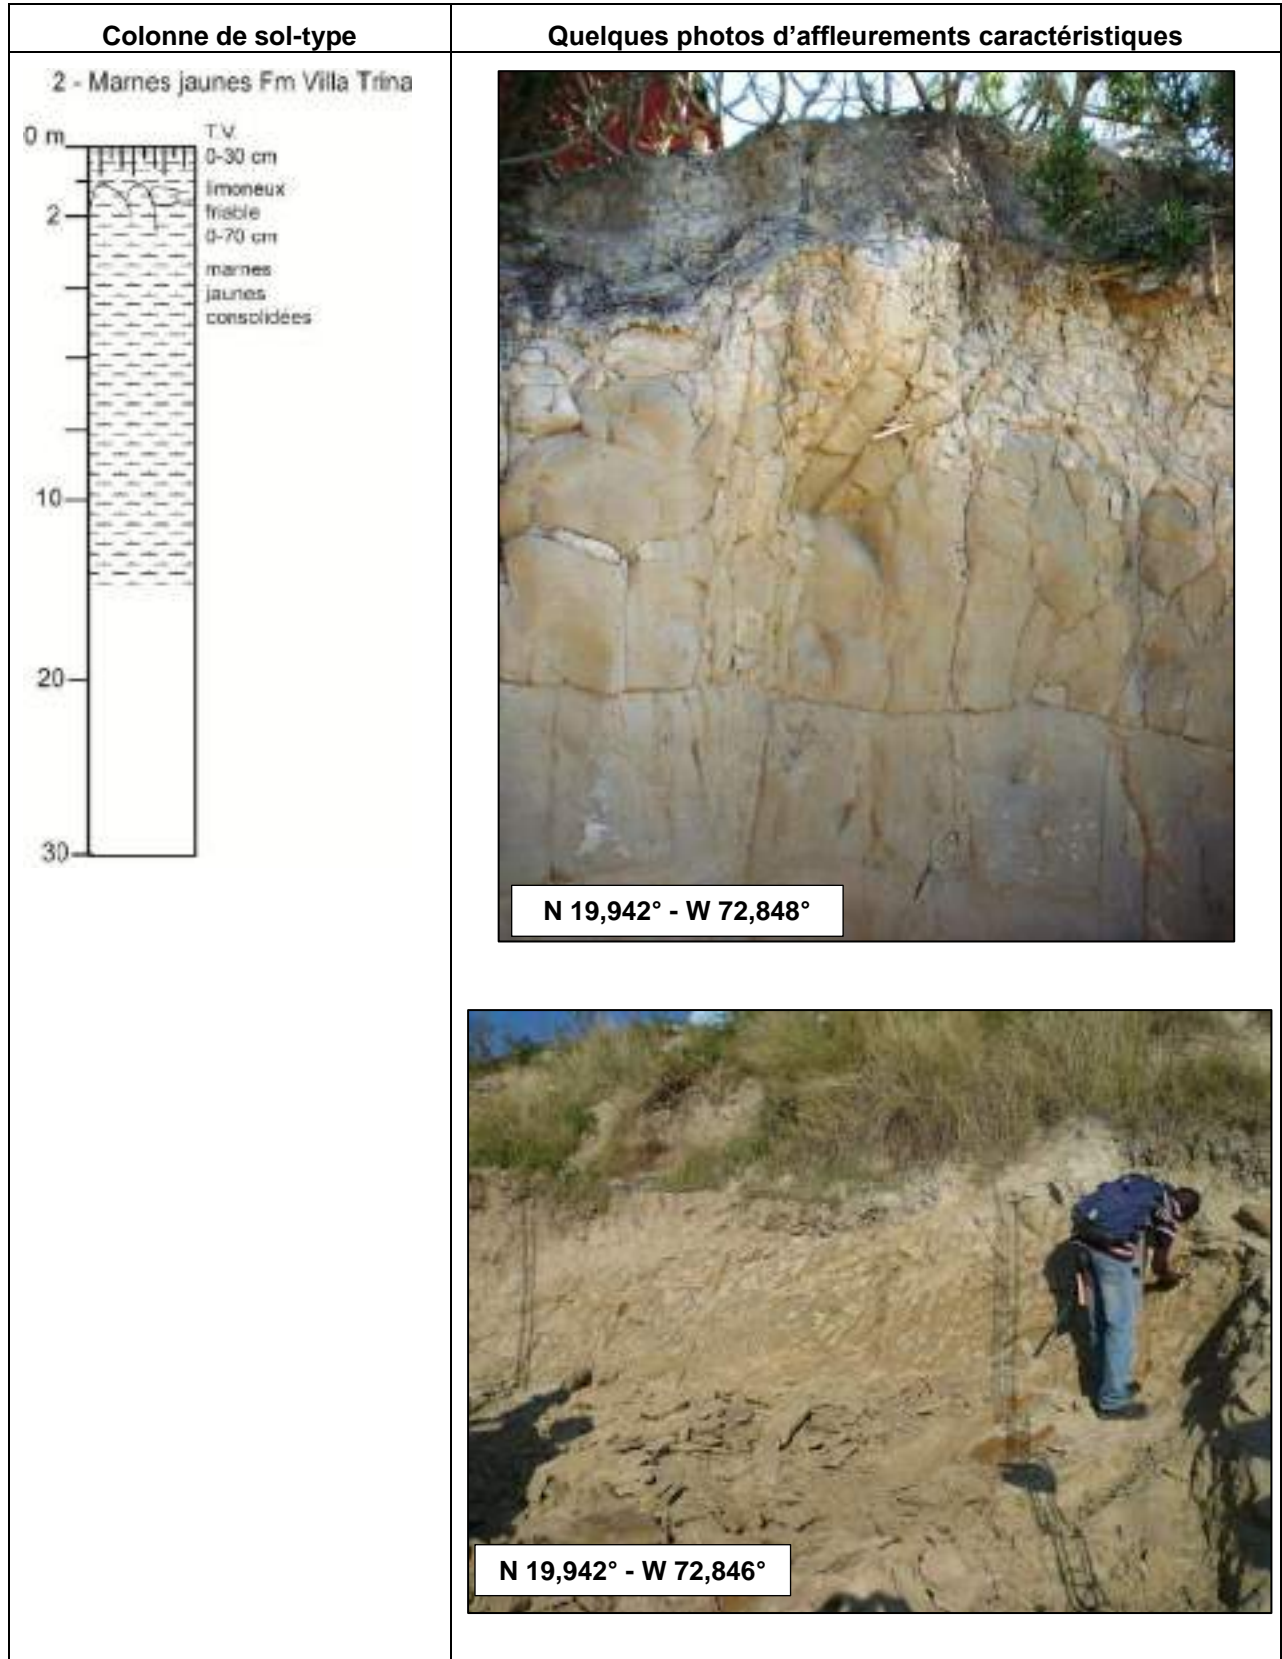 Colonne de sol-type
Quelques photos d’affleurements caractéristiques
2 - Marnes jaunes Fm Villa Trina
0 m
T.V.
0-30 cm
limoneux
friable
0-70 cm
marnes
jaunes
consolidées
2
10
20
30
N 19,942° - W 72,848°
N 19,942° - W 72,846°